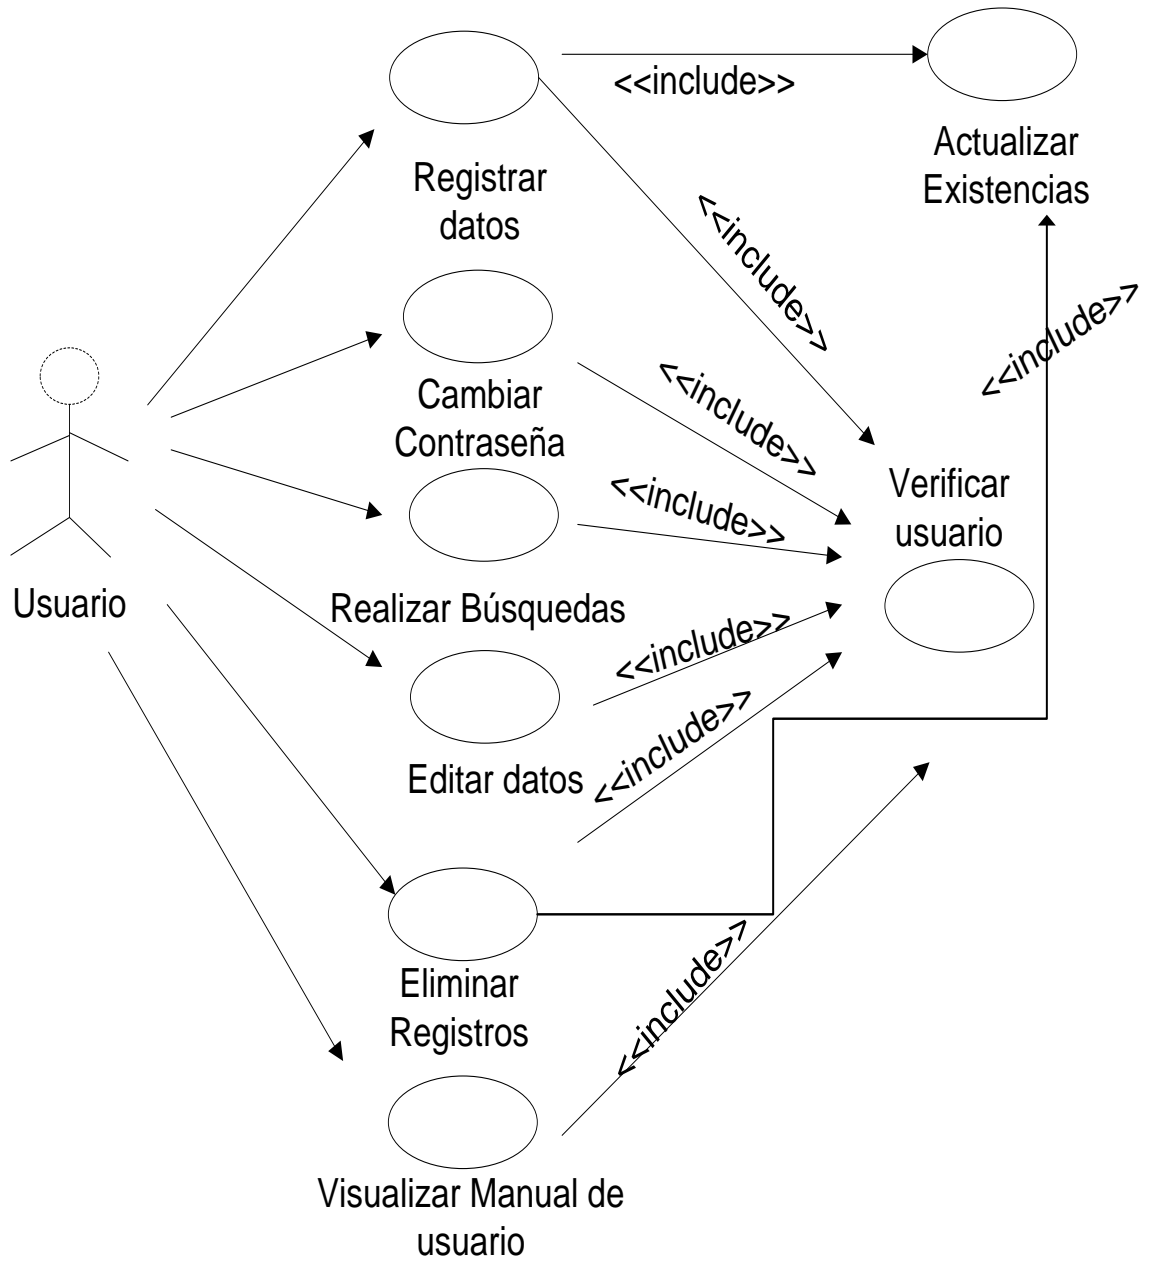 <<include>>
Actualizar
Existencias
Registrar
datos
<<include>>
<<include>>
Cambiar
Contraseña
<<include>>
Verificar
usuario
<<include>>
Usuario
Realizar Búsquedas
<<include>>
Editar datos
<<include>>
Eliminar
Registros
<<include>>
Visualizar Manual de
usuario